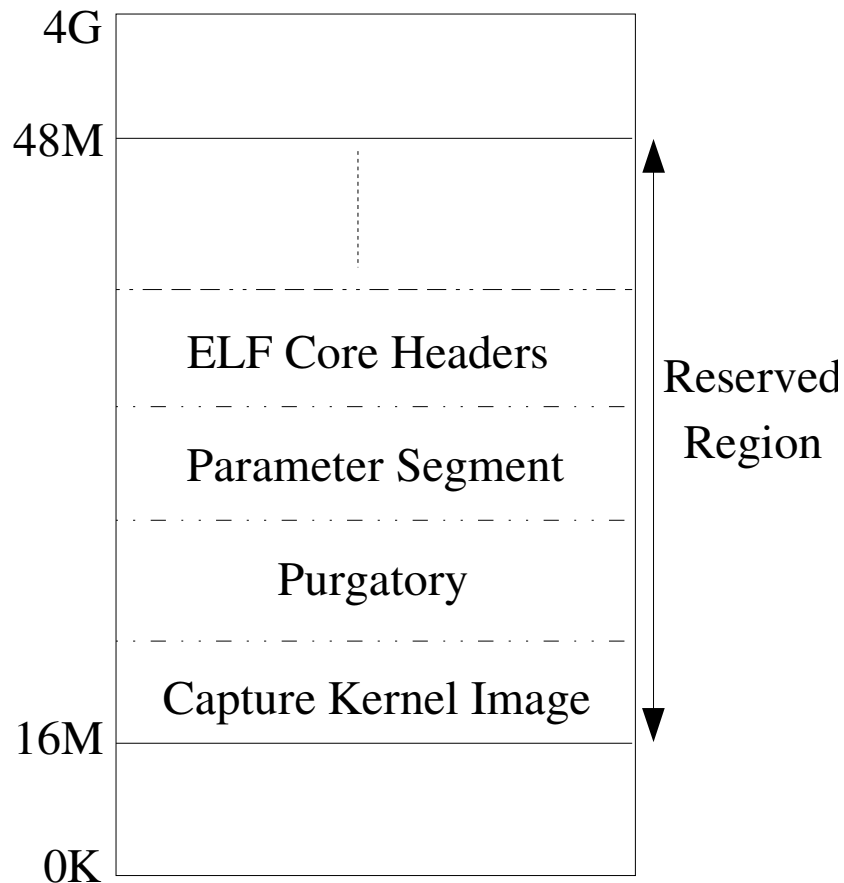 4G
48M
ELF Core Headers
Reserved
Region
Parameter Segment
Purgatory
Capture Kernel Image
16M
0K